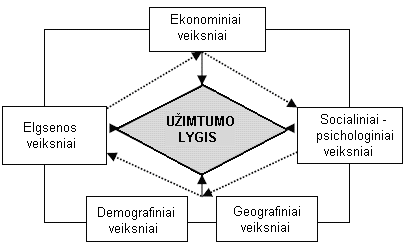 Ekonominiai
veiksniai
Elgsenos
veiksniai
UŽIMTUMO
LYGIS
Socialiniai -
psichologiniai
veiksniai
Demografiniai
veiksniai
Geografiniai
veiksniai